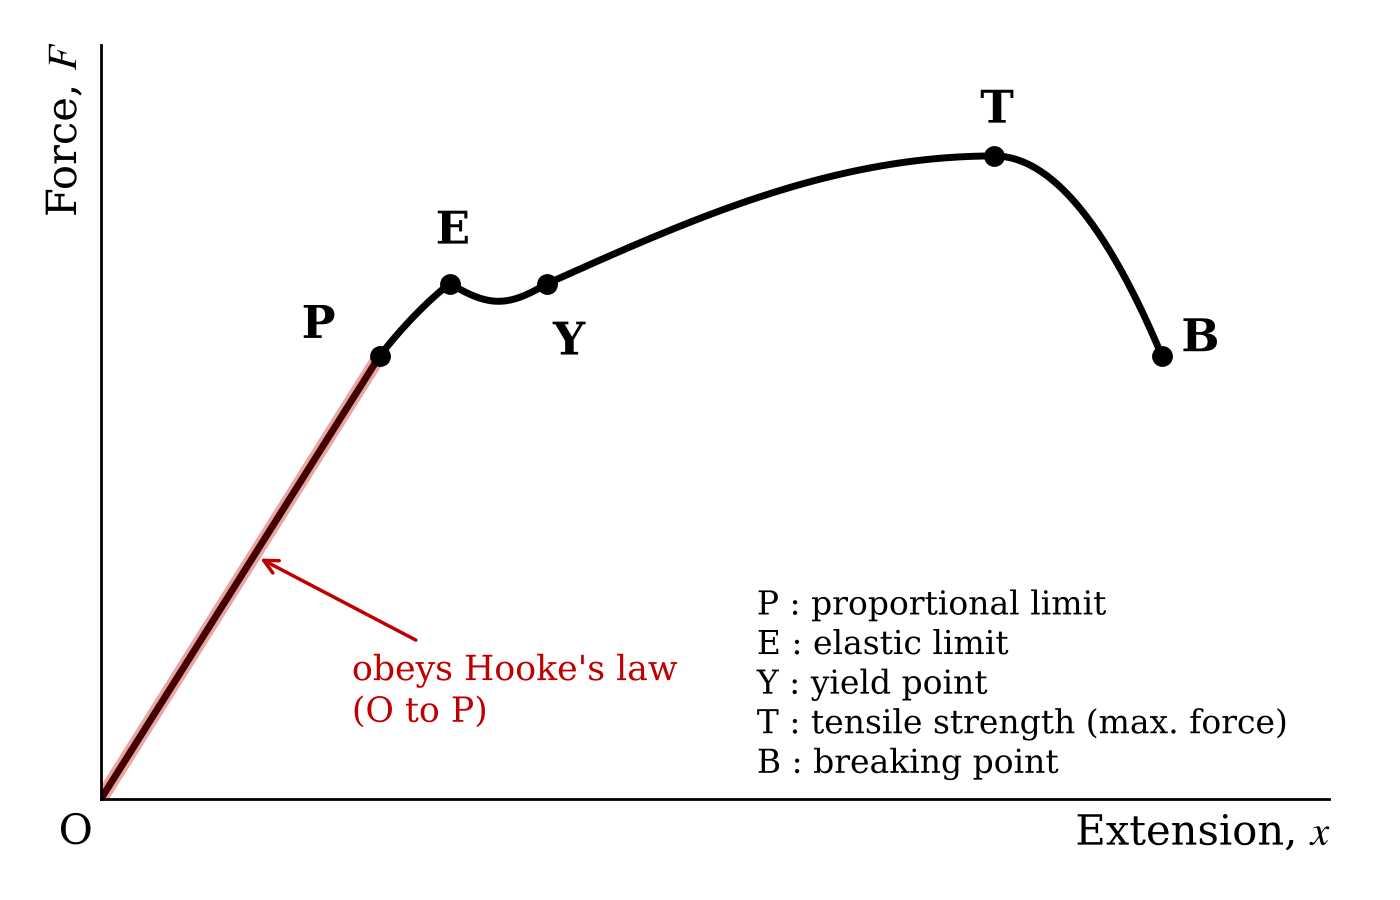 Force, F
T
E
P
Y
B
obeys Hooke's law
(O to P)
P : proportional limit
E : elastic limit
Y : yield point
T : tensile strength (max. force)
B : breaking point
O
Extension, x